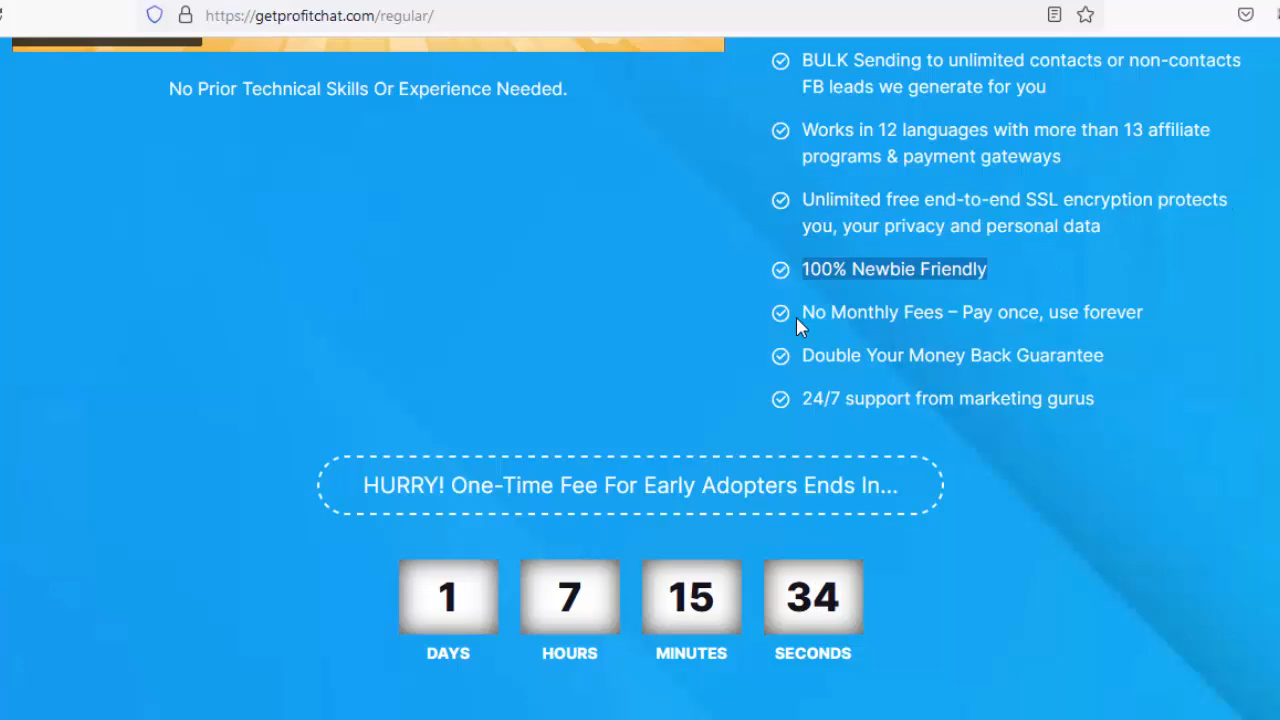 https://getprofitchat.com/regular/
No Prior Technical Skills Or Experience Needed.
BULK Sending to unlimited contacts or non-contacts
FB leads we generate for you
Works in 12 languages with more than 13 affiliate
programs & payment gateways
Unlimited free end-to-end SSL encryption protects
you, your privacy and personal data
100% Newbie Friendly
No Monthly Fees – Pay once, use forever
Double Your Money Back Guarantee
24/7 support from marketing gurus
HURRY! One-Time Fee For Early Adopters Ends In...
1 7 15 34
DAYS HOURS MINUTES SECONDS